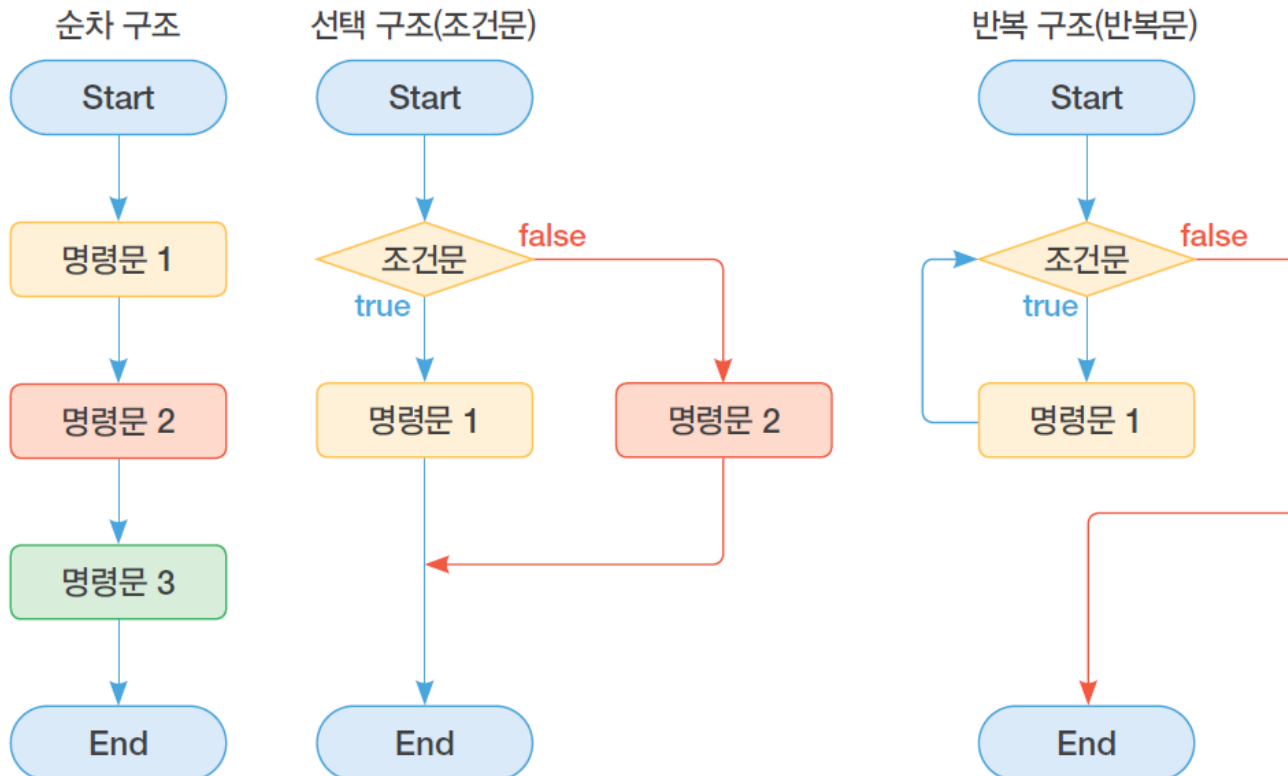 순차 구조
Start
명령문 1
명령문 2
명령문 3
End
선택 구조(조건문)
Start
조건문
false
true
명령문 1
명령문 2
End
반복 구조(반복문)
Start
조건문
false
true
명령문 1
End